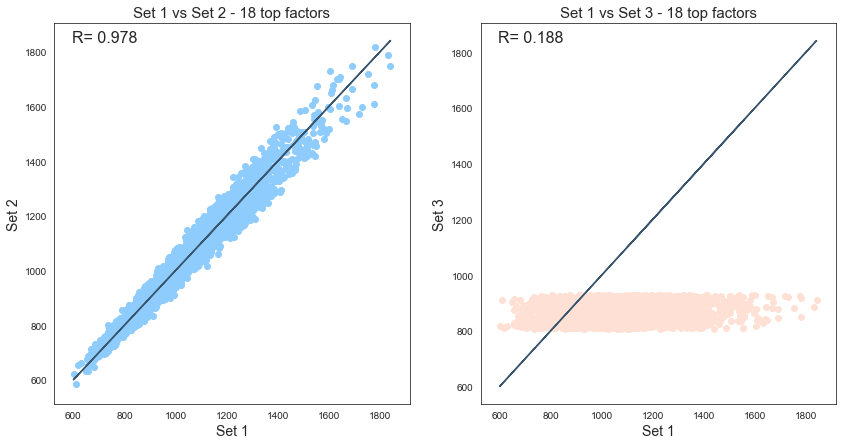 Set 1 vs Set 2 - 18 top factors
R= 0.978
1800
1600
1400
1200
1000
800
600
Set 2
600 800 1000 1200 1400 1600 1800
Set 1
Set 1 vs Set 3 - 18 top factors
R= 0.188
1800
1600
1400
1200
1000
800
600
Set 3
600 800 1000 1200 1400 1600 1800
Set 1